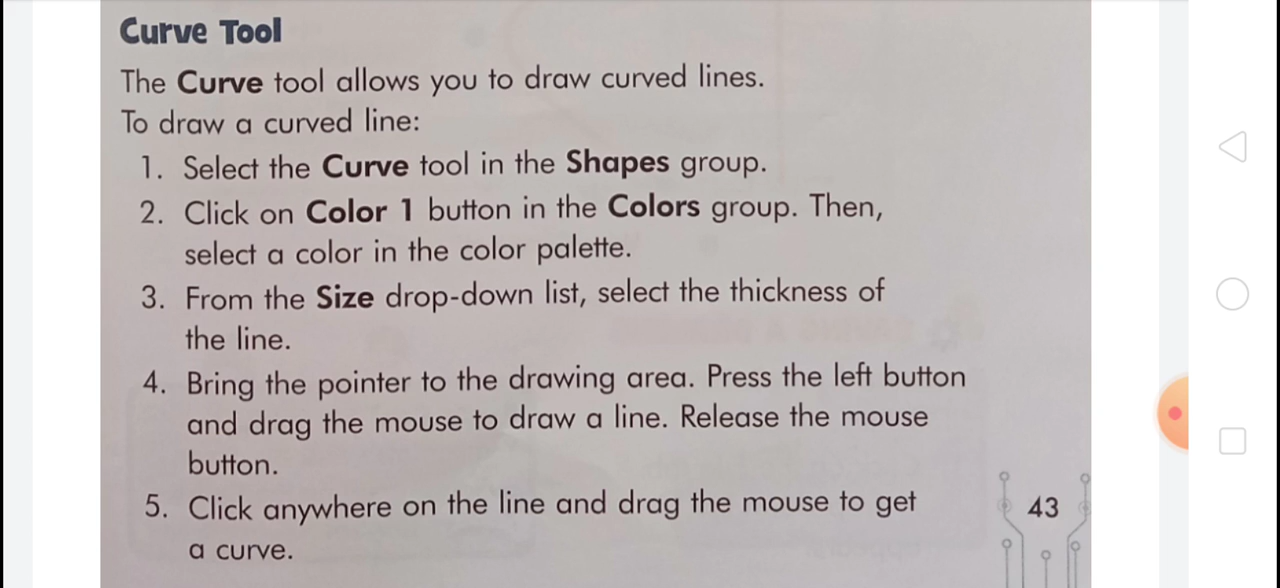 Curve Tool
The Curve tool allows you to draw curved lines.
To draw a curved line:
1. Select the Curve tool in the Shapes group.
2. Click on Color 1 button in the Colors group. Then,
select a color in the color palette.
3. From the Size drop-down list, select the thickness of
the line.
4. Bring the pointer to the drawing area. Press the left button
and drag the mouse to draw a line. Release the mouse
button.
5. Click anywhere on the line and drag the mouse to get
a curve.
43